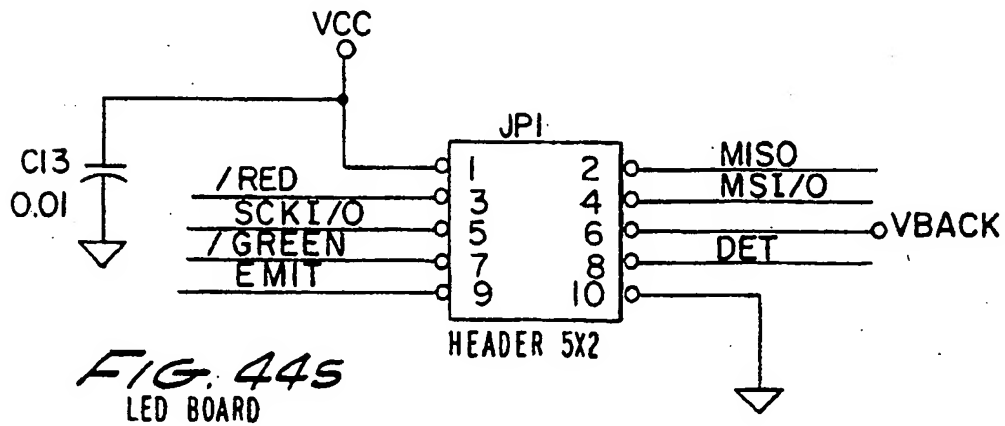 VCC
JP1
C13
0.01
/RED
SCKI/O
/GREEN
EMIT
1 2
3 4
5 6
7 8
9 10
MISO
MSI/O
VBACK
DET
HEADER 5X2
FIG. 44s
LED BOARD